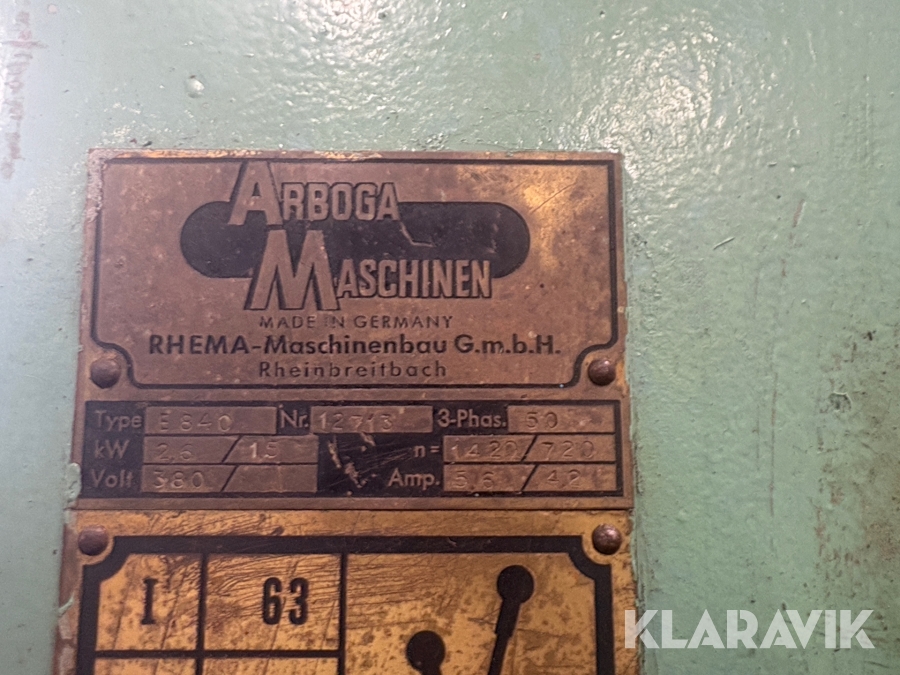 ARBOGA
MASCHINEN
MADE IN GERMANY
RHEMA-Maschinenbau G.m.b.H.
Rheinbreitbach
Type E 840 Nr. 12713 3-Phas. 50
kW 2,6 / 1,5 n= 1420/720
Volt 380 / Amp. 5,6 / 4,2
I 63
KLARAVIK